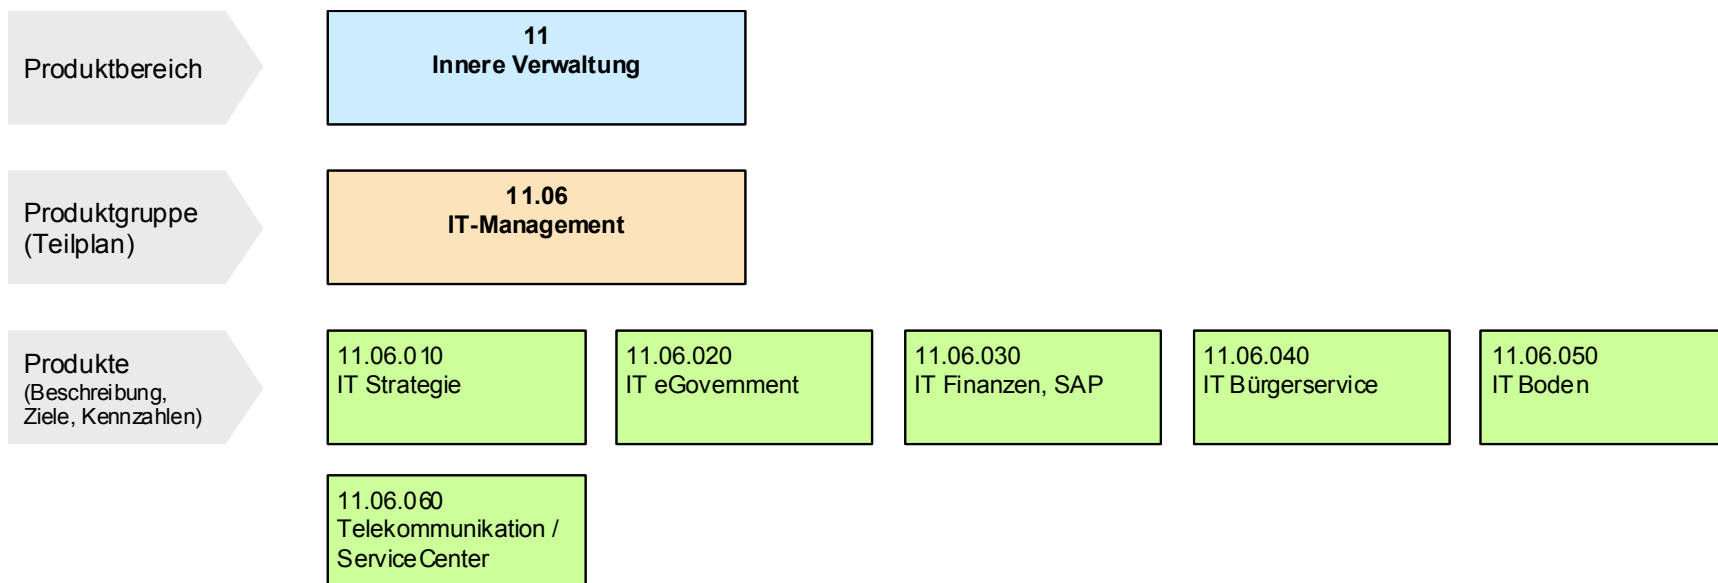 Produktbereich
11
Innere Verwaltung
Produktgruppe
(Teilplan)
11.06
IT-Management
Produkte
(Beschreibung,
Ziele, Kennzahlen)
11.06.010
IT Strategie
11.06.020
IT eGovernment
11.06.030
IT Finanzen, SAP
11.06.040
IT Bürgerservice
11.06.050
IT Boden
11.06.060
Telekommunikation /
ServiceCenter